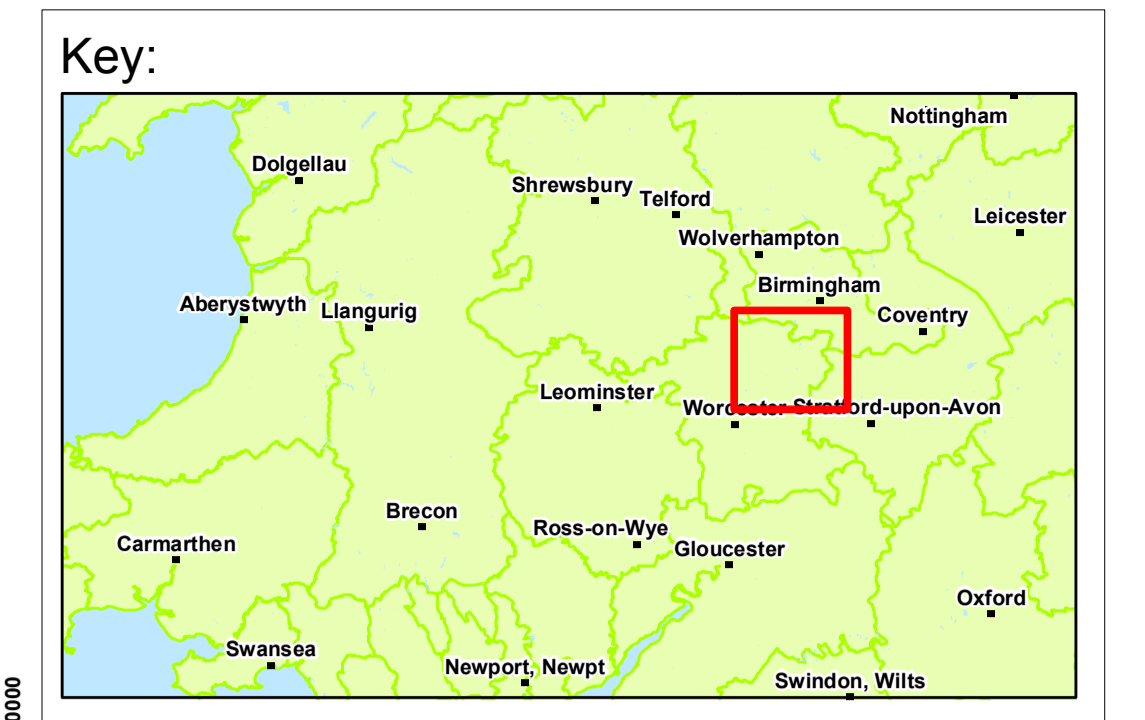 Key:
Nottingham
Dolgellau
Shrewsbury
Telford
Leicester
Wolverhampton
Birmingham
Aberystwyth
Llangurig
Coventry
Leominster
Worcester
Stratford-upon-Avon
Brecon
Ross-on-Wye
Carmarthen
Gloucester
Oxford
Swansea
Newport, Newpt
Swindon, Wilts
0000